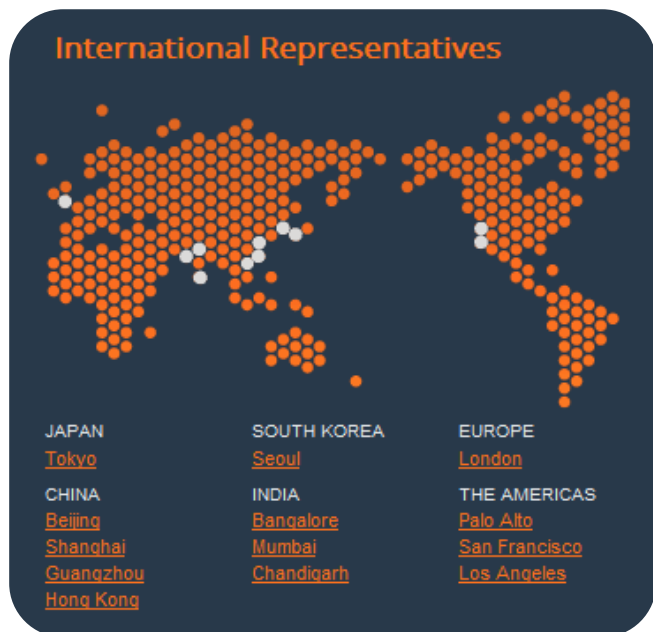 International Representatives
JAPAN
Tokyo
SOUTH KOREA
Seoul
EUROPE
London
CHINA
Beijing
Shanghai
Guangzhou
Hong Kong
INDIA
Bangalore
Mumbai
Chandigarh
THE AMERICAS
Palo Alto
San Francisco
Los Angeles